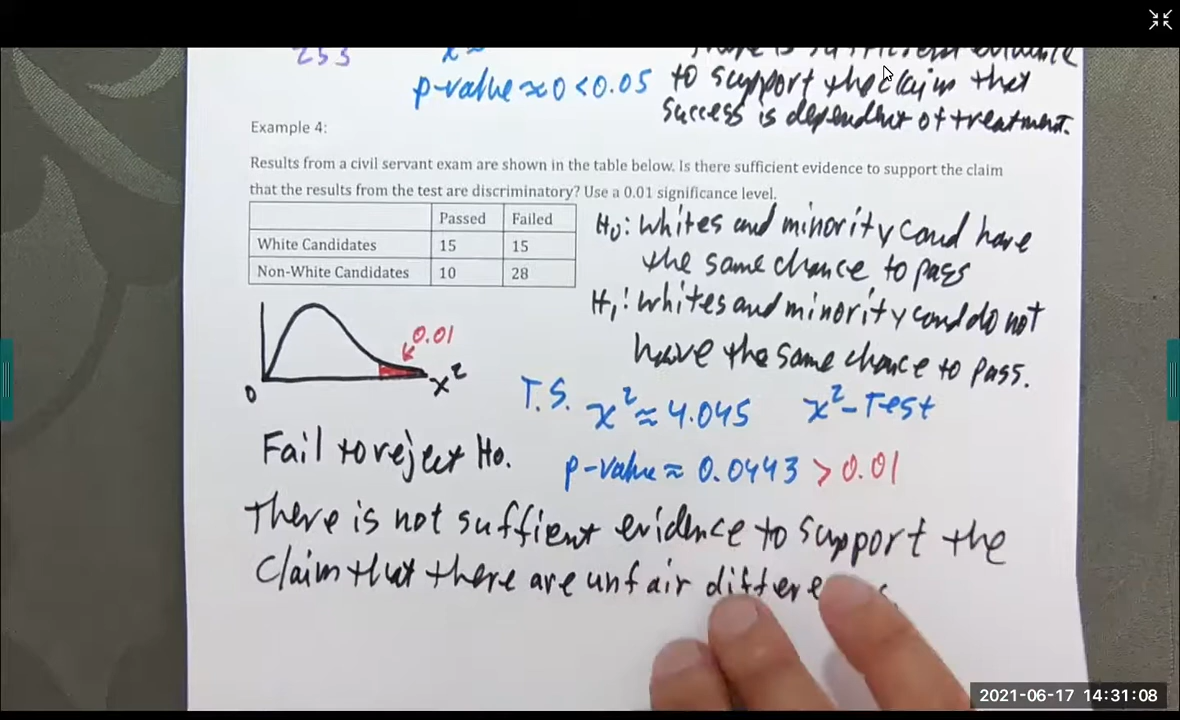 253
p-value ≈ 0 < 0.05
to support the claim that
success is dependent of treatment.
Example 4:
Results from a civil servant exam are shown in the table below. Is there sufficient evidence to support the claim
that the results from the test are discriminatory? Use a 0.01 significance level.
Passed Failed
White Candidates 15 15
Non-White Candidates 10 28
H0: Whites and minority cand have
the same chance to pass
H1: Whites and minority cand do not
have the same chance to pass.
0.01
0
x²
T.S. x² ≈ 4.045 x²-Test
Fail to reject Ho.
p-value ≈ 0.0443 > 0.01
There is not suffient evidence to support the
claim that there are unfair
2021-06-17 14:31:08